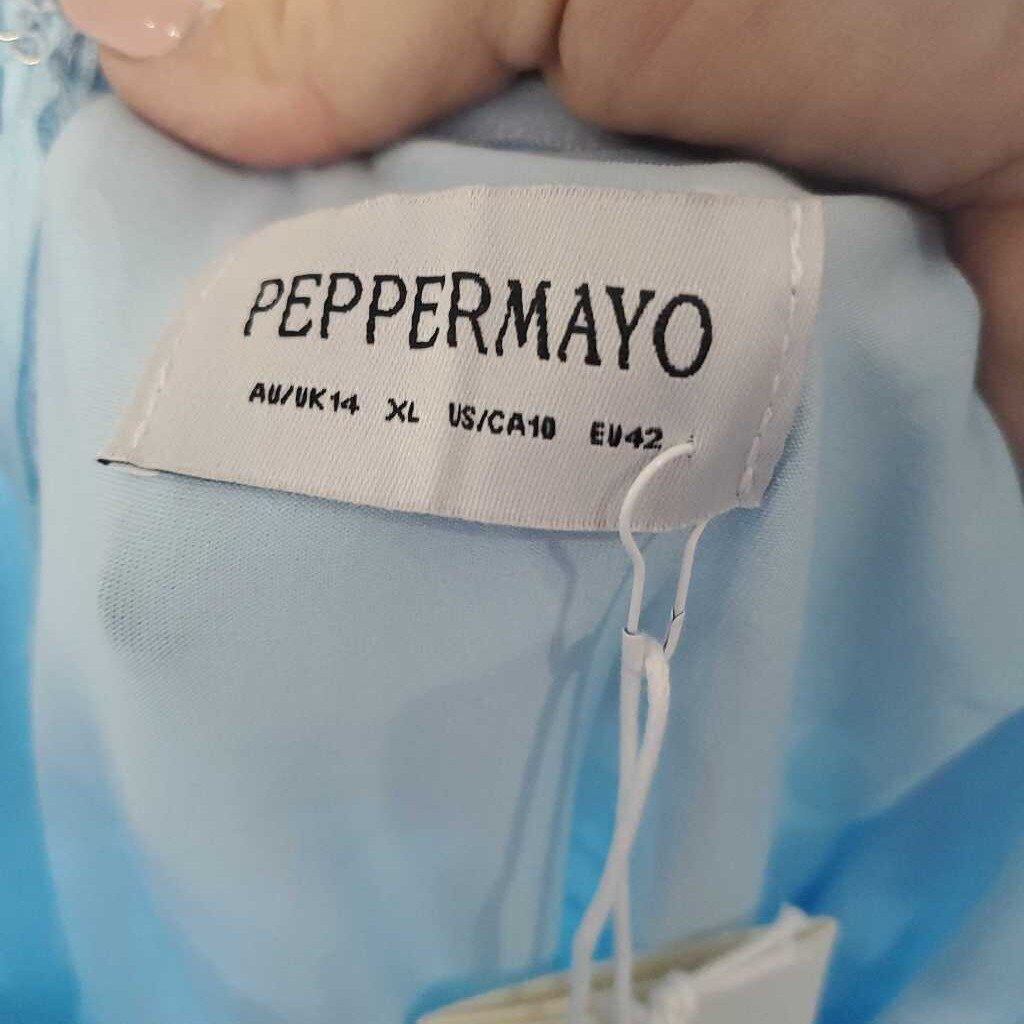 PEPPERMAYO
AU/UK14 XL US/CA10 EU42